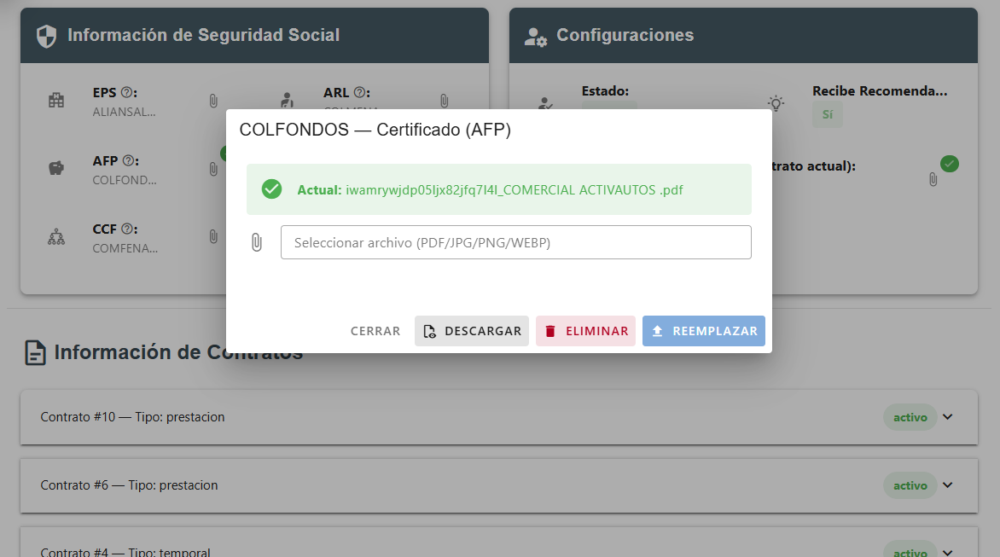 Información de Seguridad Social
Configuraciones
EPS ?:
ALIANSAL...
ARL ?:
Estado:
Recibe Recomenda...
Sí
COLFONDOS — Certificado (AFP)
AFP ?:
COLFOND...
trato actual):
Actual: iwamrywjdp05ljx82jfq7l4l_COMERCIAL ACTIVAUTOS .pdf
CCF ?:
COMFENA...
Seleccionar archivo (PDF/JPG/PNG/WEBP)
CERRAR
DESCARGAR
ELIMINAR
REEMPLAZAR
Información de Contratos
Contrato #10 — Tipo: prestacion
activo
Contrato #6 — Tipo: prestacion
activo
Contrato #4 — Tipo: temporal
activo